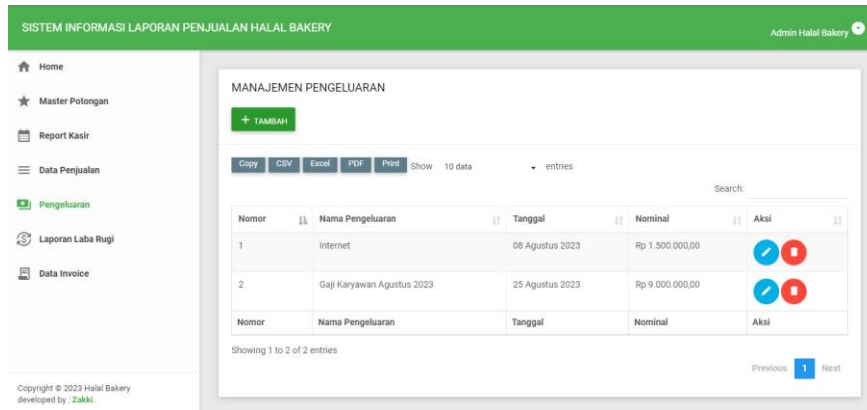 SISTEM INFORMASI LAPORAN PENJUALAN HALAL BAKERY
Admin Halal Bakery
Home
Master Potongan
Report Kasir
Data Penjualan
Pengeluaran
Laporan Laba Rugi
Data Invoice
Copyright © 2023 Halal Bakery
developed by : Zakki.
MANAJEMEN PENGELUARAN
+ TAMBAH
Copy CSV Excel PDF Print Show 10 data entries
Search:
Nomor Nama Pengeluaran Tanggal Nominal Aksi
1 Internet 08 Agustus 2023 Rp 1.500.000,00
2 Gaji Karyawan Agustus 2023 25 Agustus 2023 Rp 9.000.000,00
Nomor Nama Pengeluaran Tanggal Nominal Aksi
Showing 1 to 2 of 2 entries
Previous 1 Next